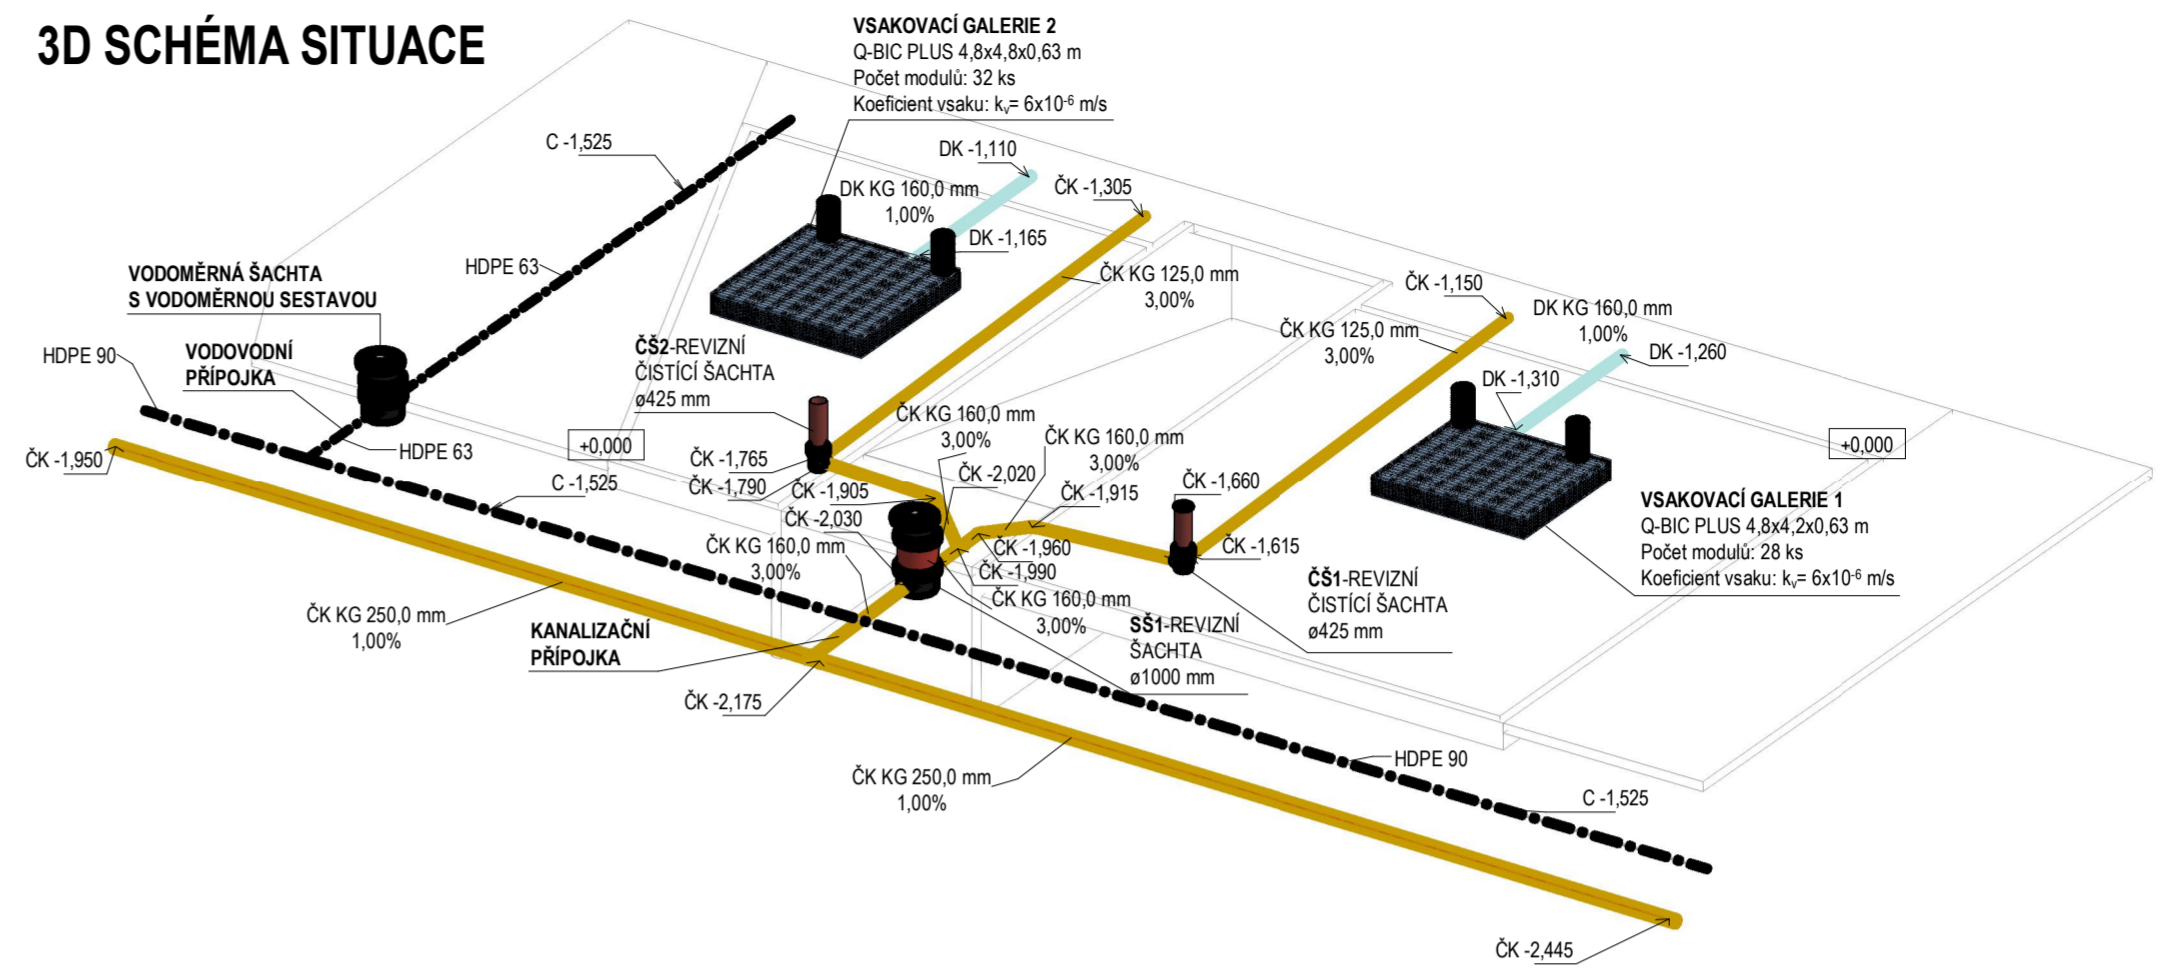 3D SCHÉMA SITUACE
VSAKOVACÍ GALERIE 2
Q-BIC PLUS 4,8x4,8x0,63 m
Počet modulů: 32 ks
Koeficient vsaku: kᵥ= 6x10⁻⁶ m/s
C -1,525
DK -1,110
DK KG 160,0 mm
1,00%
ČK -1,305
DK -1,165
HDPE 63
VODOMĚRNÁ ŠACHTA
S VODOMĚRNOU SESTAVOU
ČK KG 125,0 mm
3,00%
ČK -1,150
DK KG 160,0 mm
1,00%
ČK KG 125,0 mm
3,00%
DK -1,260
HDPE 90
VODOVODNÍ
PŘÍPOJKA
ČŠ2-REVIZNÍ
ČISTÍCÍ ŠACHTA
ø425 mm
DK -1,310
ČK KG 160,0 mm
3,00%
ČK KG 160,0 mm
3,00%
+0,000
+0,000
HDPE 63
ČK -1,950
ČK -1,765
ČK -1,790
ČK -1,905
ČK -2,020
ČK -1,915
ČK -1,660
C -1,525
ČK -2,030
VSAKOVACÍ GALERIE 1
Q-BIC PLUS 4,8x4,2x0,63 m
Počet modulů: 28 ks
Koeficient vsaku: kᵥ= 6x10⁻⁶ m/s
ČK KG 160,0 mm
3,00%
ČK -1,960
ČK -1,990
ČK -1,615
ČŠ1-REVIZNÍ
ČISTÍCÍ ŠACHTA
ø425 mm
ČK KG 160,0 mm
3,00%
ČK KG 250,0 mm
1,00%
KANALIZAČNÍ
PŘÍPOJKA
SŠ1-REVIZNÍ
ŠACHTA
ø1000 mm
ČK -2,175
HDPE 90
ČK KG 250,0 mm
1,00%
C -1,525
ČK -2,445